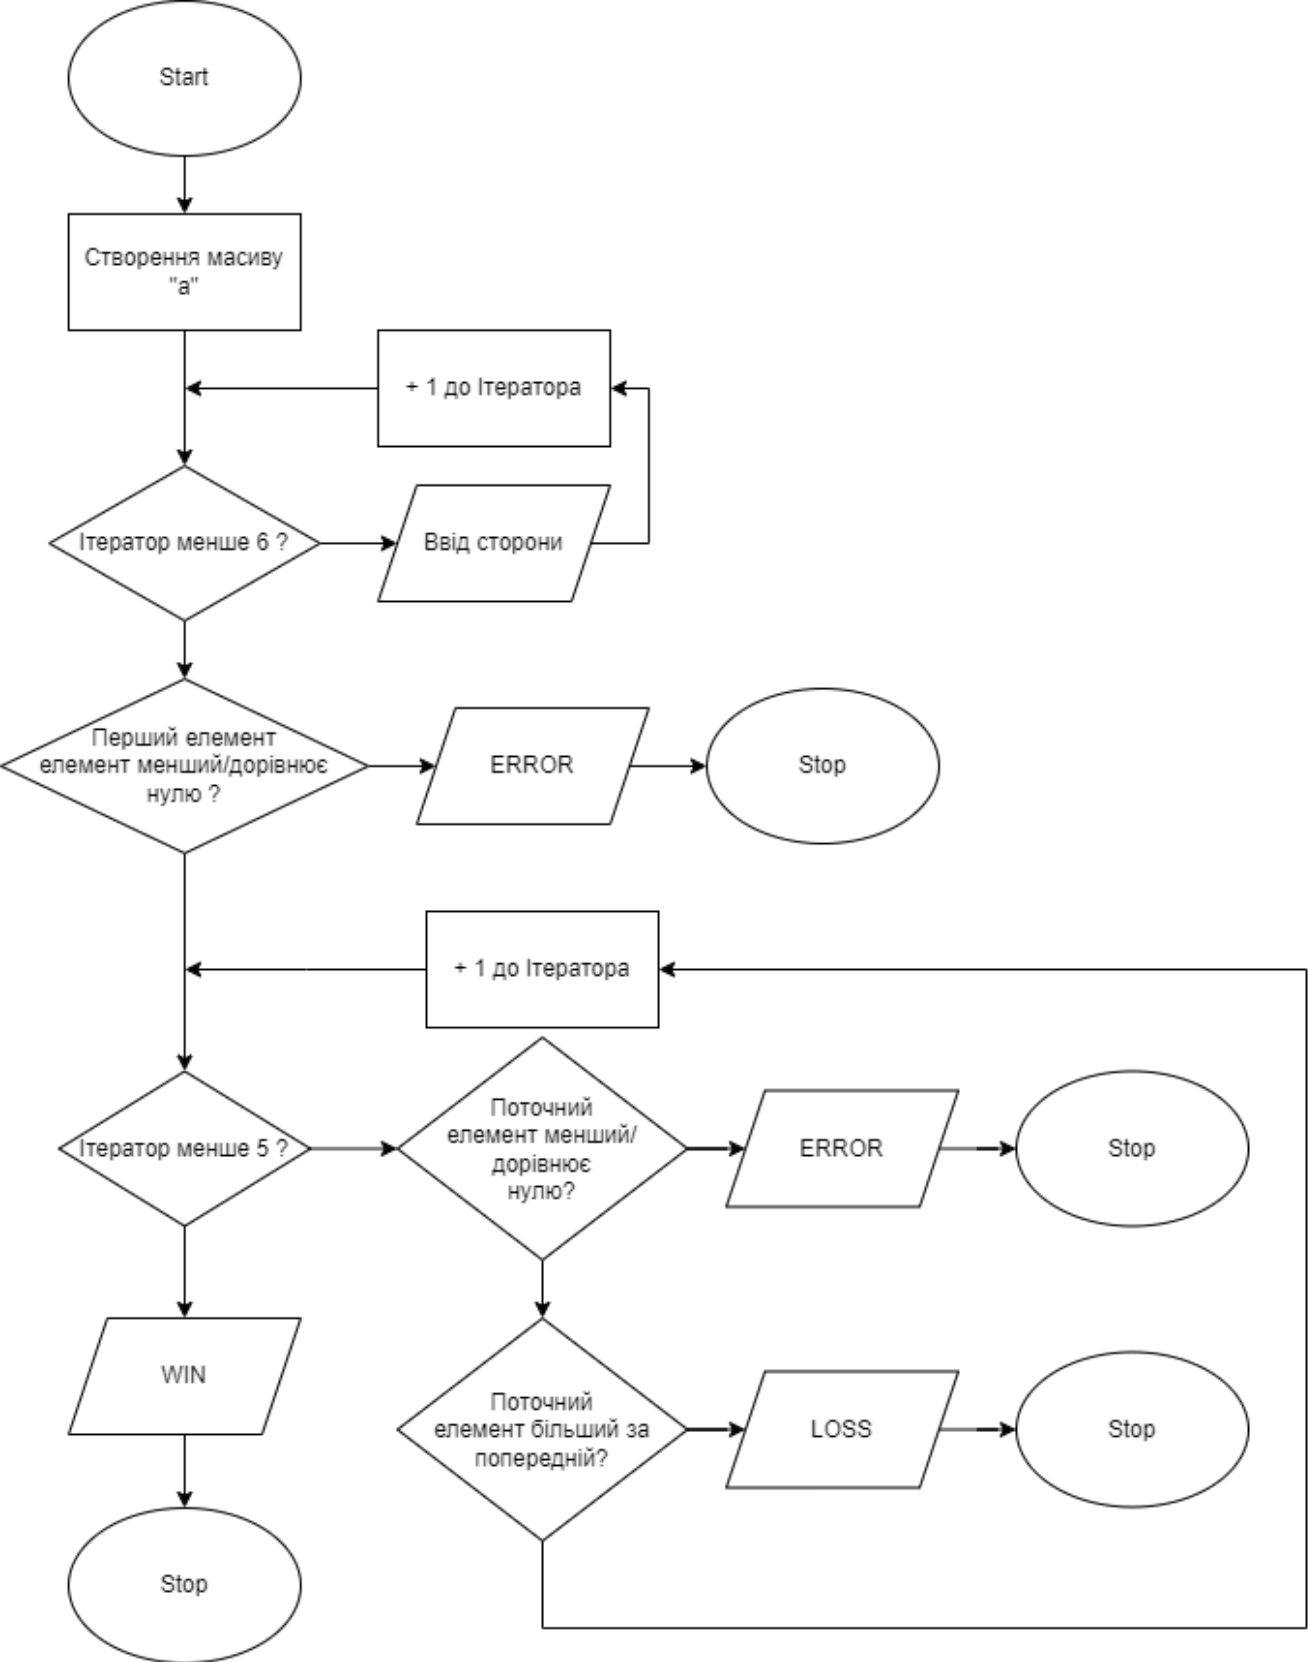 Start
Створення масиву
"а"
+ 1 до Ітератора
Ітератор менше 6 ?
Ввід сторони
Перший елемент
елемент менший/дорівнює
нулю ?
ERROR
Stop
+ 1 до Ітератора
Ітератор менше 5 ?
Поточний
елемент менший/
дорівнює
нулю?
ERROR
Stop
WIN
Поточний
елемент більший за
попередній?
LOSS
Stop
Stop